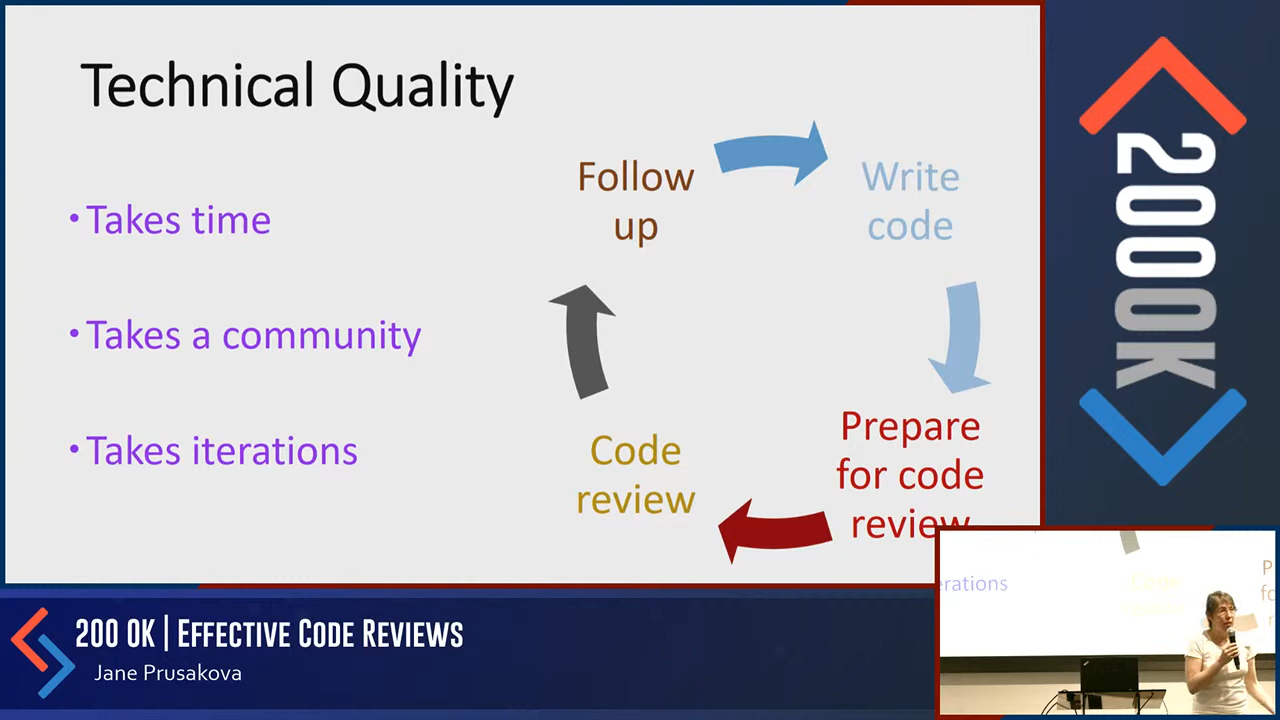 Technical Quality
• Takes time
• Takes a community
• Takes iterations
Follow
up
Write
code
Prepare
for code
review
Code
review
200OK
200 OK | Effective Code Reviews
Jane Prusakova
erations